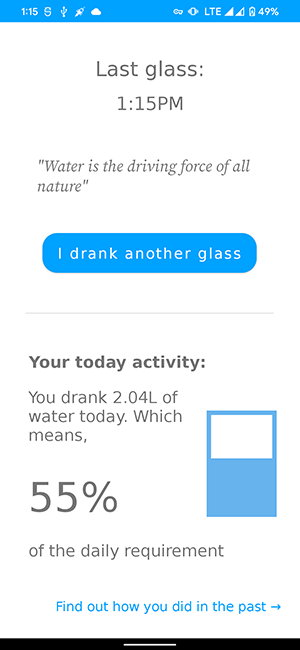 1:15 LTE 49%
Last glass:
1:15PM
"Water is the driving force of all
nature"
I drank another glass
Your today activity:
You drank 2.04L of
water today. Which
means,
55%
of the daily requirement
Find out how you did in the past →